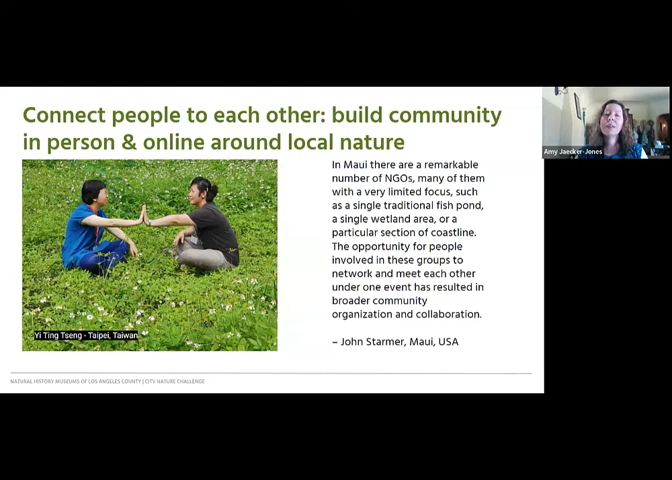 Connect people to each other: build community
in person & online around local nature
Amy Jaecker-Jones
In Maui there are a remarkable
number of NGOs, many of them
with a very limited focus, such
as a single traditional fish pond,
a single wetland area, or a
particular section of coastline.
The opportunity for people
involved in these groups to
network and meet each other
under one event has resulted in
broader community
organization and collaboration.
– John Starmer, Maui, USA
Yi Ting Tseng - Taipei, Taiwan
NATURAL HISTORY MUSEUMS OF LOS ANGELES COUNTY | CITY NATURE CHALLENGE